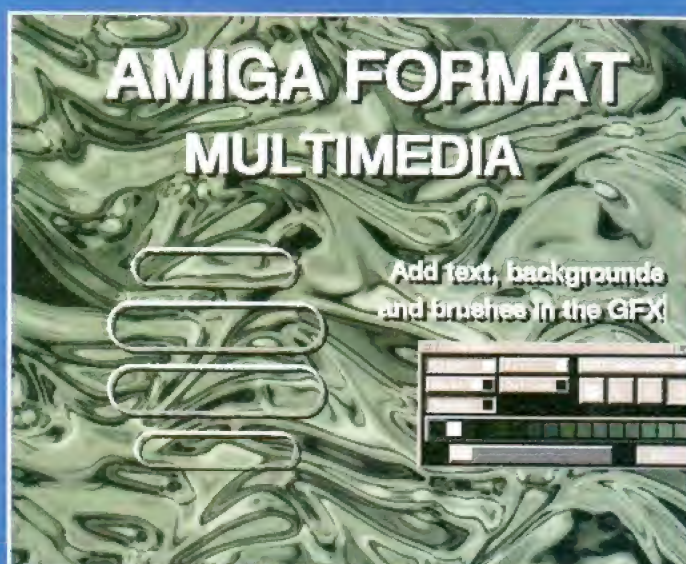 AMIGA FORMAT
MULTIMEDIA
Add text, backgrounds
and brushes in the GFX